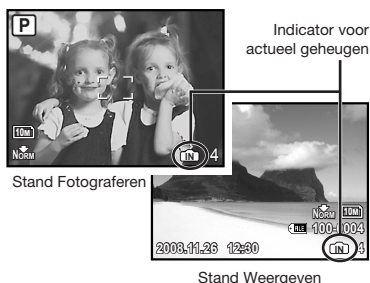 P
Indicator voor
actueel geheugen
10M
NORM
IN 4
Stand Fotograferen
NORM 10M
100-0004
2008.11.26 12:30 IN 4
Stand Weergeven